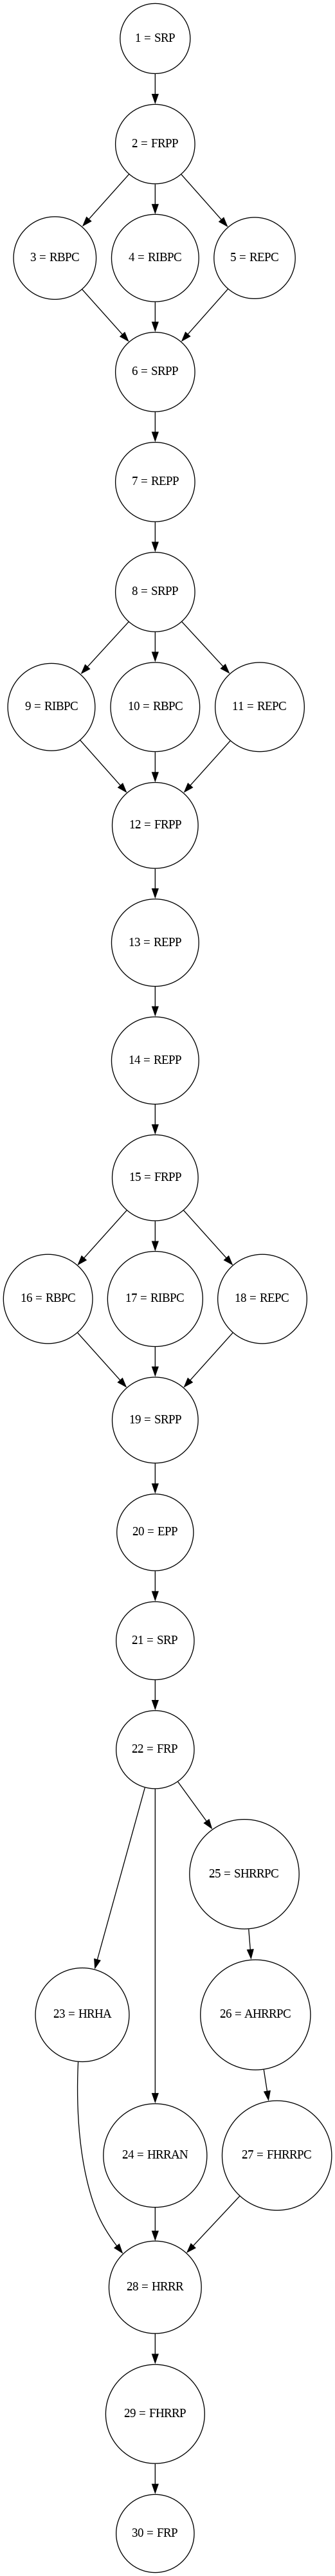 1 = SRP
2 = FRPP
3 = RBPC
4 = RIBPC
5 = REPC
6 = SRPP
7 = REPP
8 = SRPP
9 = RIBPC
10 = RBPC
11 = REPC
12 = FRPP
13 = REPP
14 = REPP
15 = FRPP
16 = RBPC
17 = RIBPC
18 = REPC
19 = SRPP
20 = EPP
21 = SRP
22 = FRP
25 = SHRRPC
23 = HRHA
26 = AHRRPC
24 = HRRAN
27 = FHRRPC
28 = HRRR
29 = FHRRP
30 = FRP